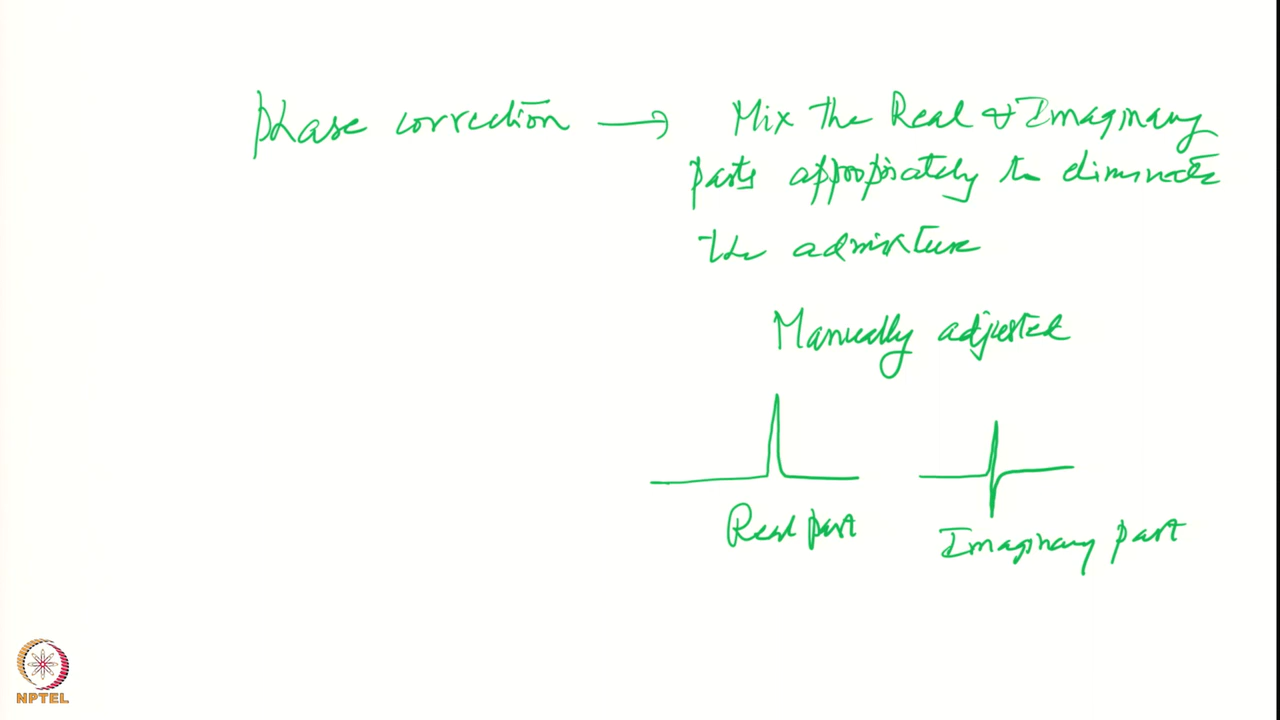 Phase correction → Mix the Real & Imaginary
parts appropriately to eliminate
the admixture
Manually adjusted
Real part
Imaginary part
NPTEL